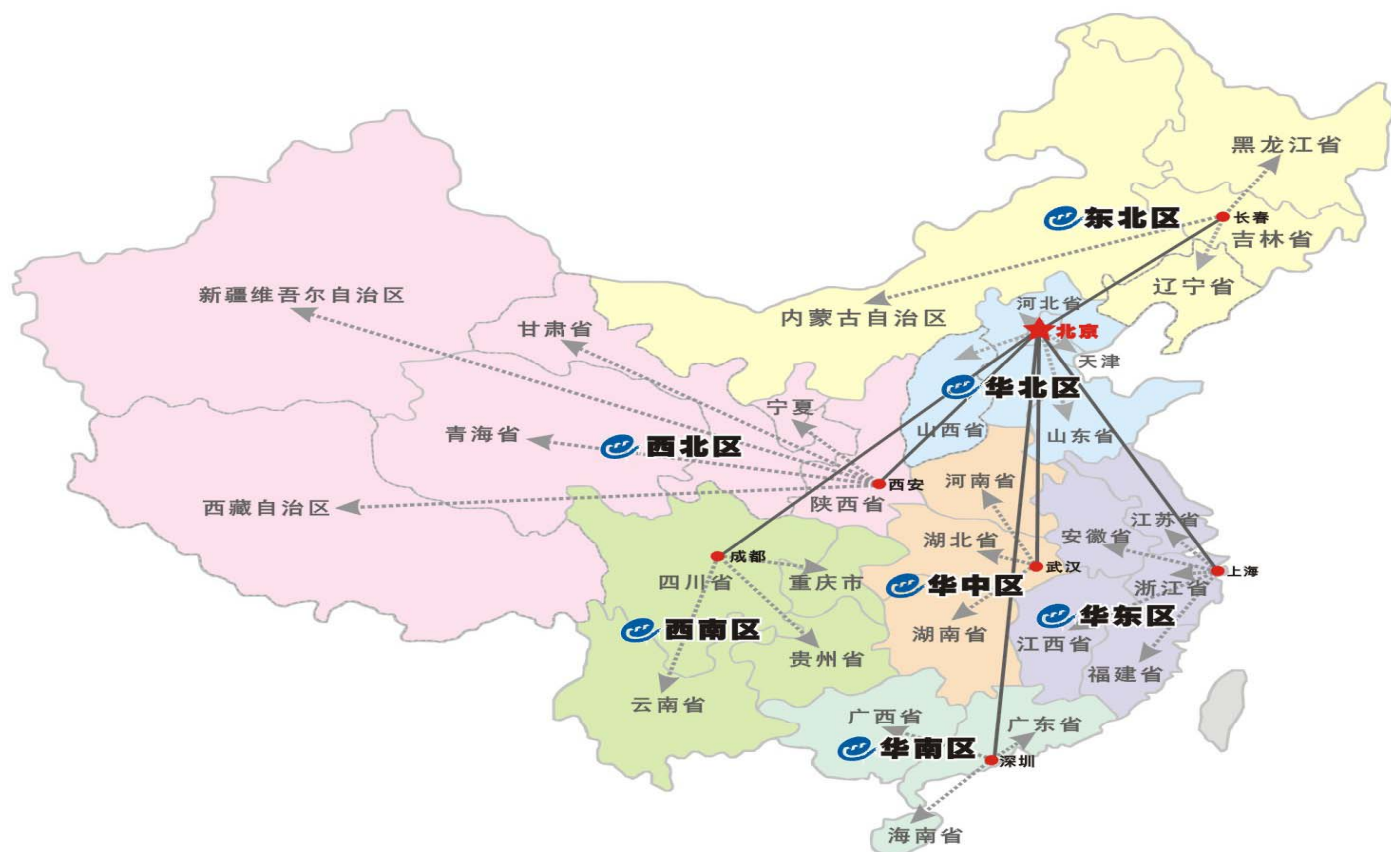 黑龙江省
东北区
长春
吉林省
辽宁省
新疆维吾尔自治区
内蒙古自治区
河北省
甘肃省
北京
天津
华北区
宁夏
山西省
山东省
青海省
西北区
西藏自治区
西安
陕西省
河南省
江苏省
安徽省
湖北省
成都
四川省
重庆市
武汉
上海
浙江省
华中区
华东区
西南区
湖南省
江西省
贵州省
福建省
云南省
广西省
广东省
华南区
深圳
海南省